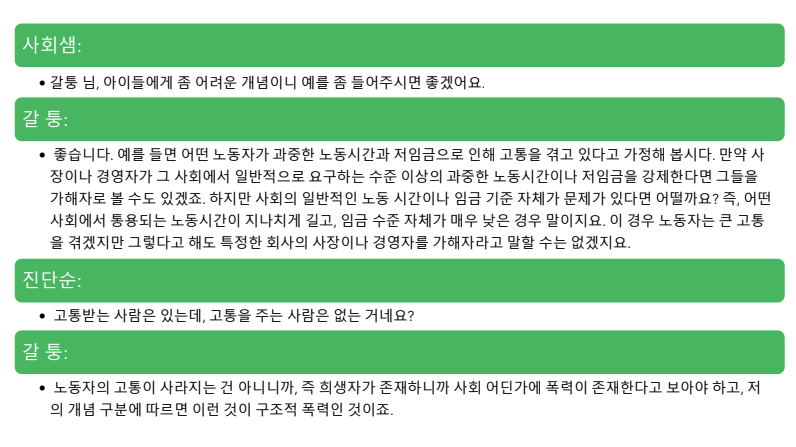 사회샘:
• 갈퉁 님, 아이들에게 좀 어려운 개념이니 예를 좀 들어주시면 좋겠어요.
갈 퉁:
• 좋습니다. 예를 들면 어떤 노동자가 과중한 노동시간과 저임금으로 인해 고통을 겪고 있다고 가정해 봅시다. 만약 사
장이나 경영자가 그 사회에서 일반적으로 요구하는 수준 이상의 과중한 노동시간이나 저임금을 강제한다면 그들을
가해자로 볼 수도 있겠죠. 하지만 사회의 일반적인 노동 시간이나 임금 기준 자체가 문제가 있다면 어떨까요? 즉, 어떤
사회에서 통용되는 노동시간이 지나치게 길고, 임금 수준 자체가 매우 낮은 경우 말이지요. 이 경우 노동자는 큰 고통
을 겪겠지만 그렇다고 해도 특정한 회사의 사장이나 경영자를 가해자라고 말할 수는 없겠지요.
진단순:
• 고통받는 사람은 있는데, 고통을 주는 사람은 없는 거네요?
갈 퉁:
• 노동자의 고통이 사라지는 건 아니니까, 즉 희생자가 존재하니까 사회 어딘가에 폭력이 존재한다고 보아야 하고, 저
의 개념 구분에 따르면 이런 것이 구조적 폭력인 것이죠.